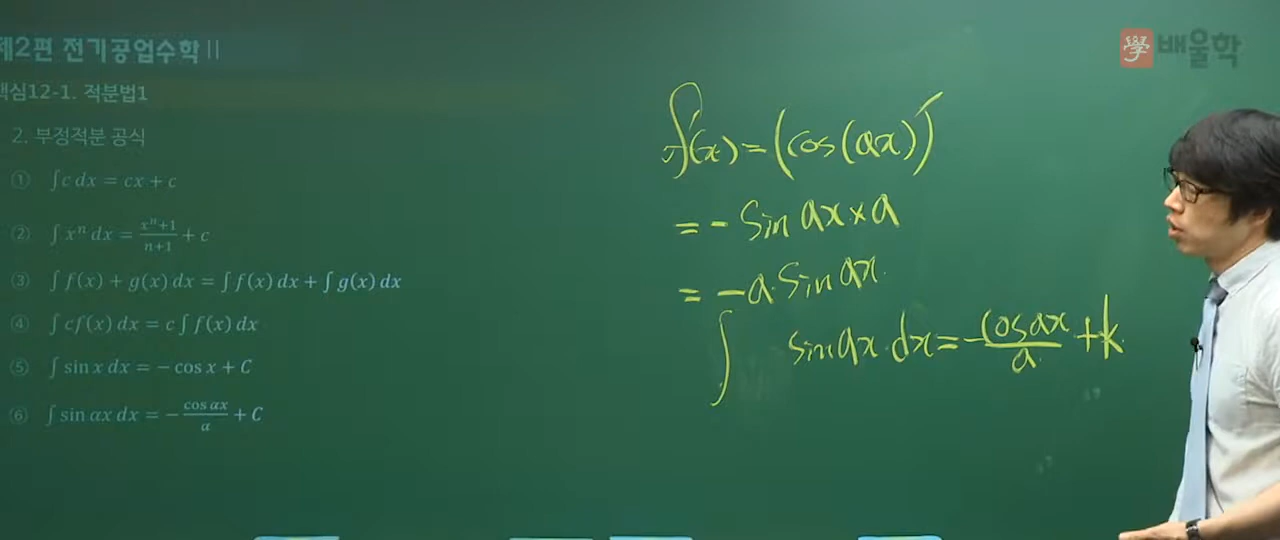 제2편 전기공업수학 II
핵심12-1. 적분법1
2. 부정적분 공식
① ∫c dx = cx + c
② ∫xⁿ dx = xⁿ+1/n+1 + c
③ ∫f(x) + g(x) dx = ∫f(x) dx + ∫g(x) dx
④ ∫cf(x) dx = c∫f(x) dx
⑤ ∫sin x dx = − cos x + C
⑥ ∫sin ax dx = − cos ax/a + C
學 배울학
f'(x) = (cos(ax))'
= - sin ax × a
= -a·sin ax
∫ sin ax·dx = -cos ax/a + k